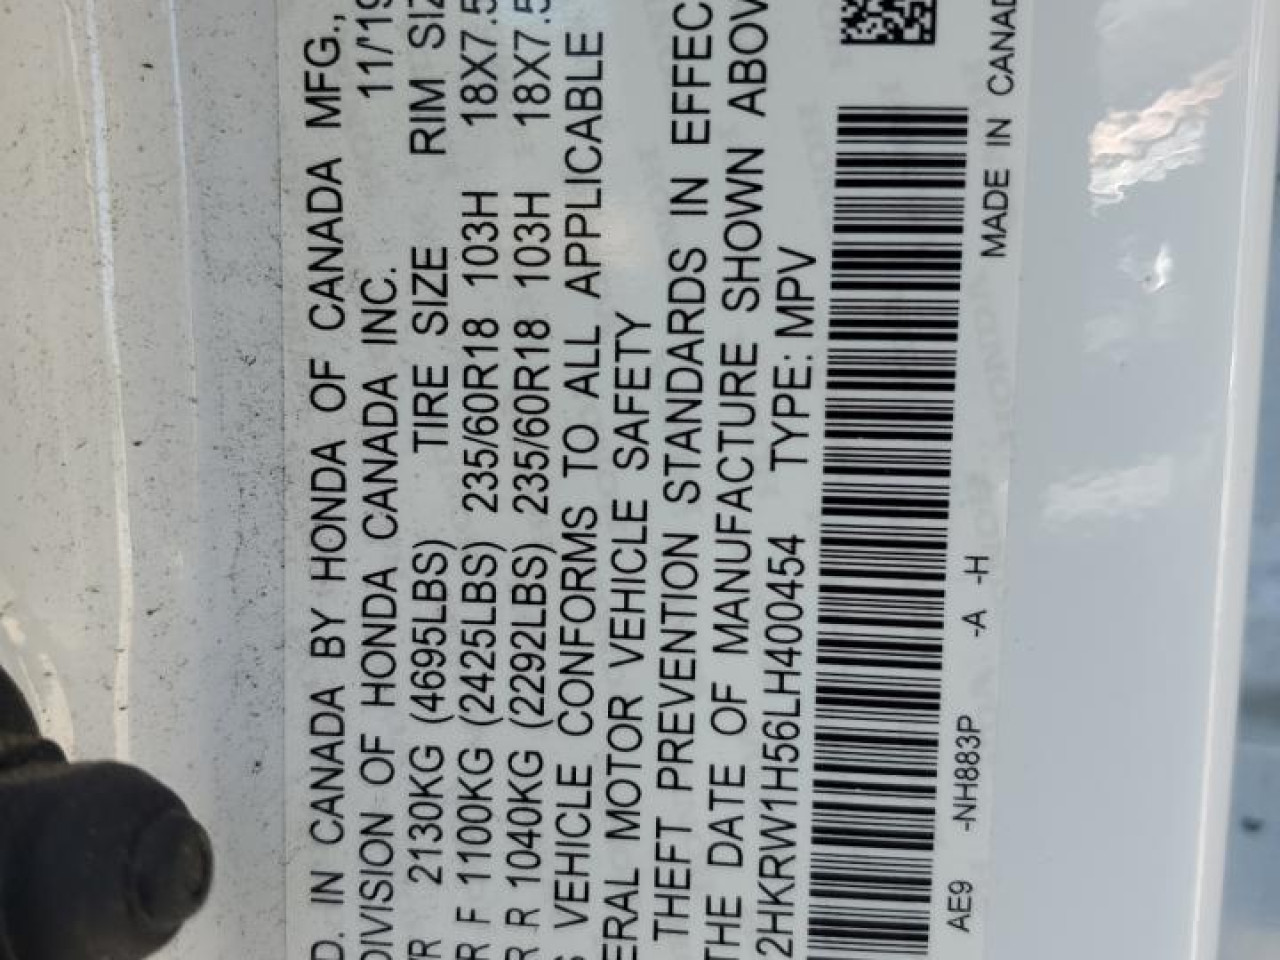 D. IN CANADA BY HONDA OF CANADA MFG.,
DIVISION OF HONDA CANADA INC. 11/19
VR 2130KG (4695LBS) TIRE SIZE RIM SIZ
R F 1100KG (2425LBS) 235/60R18 103H 18X7.5
R R 1040KG (2292LBS) 235/60R18 103H 18X7.5
S VEHICLE CONFORMS TO ALL APPLICABLE
ERAL MOTOR VEHICLE SAFETY
THEFT PREVENTION STANDARDS IN EFFEC
THE DATE OF MANUFACTURE SHOWN ABOV
2HKRW1H56LH400454 TYPE: MPV
AE9 -NH883P -A -H MADE IN CANAD